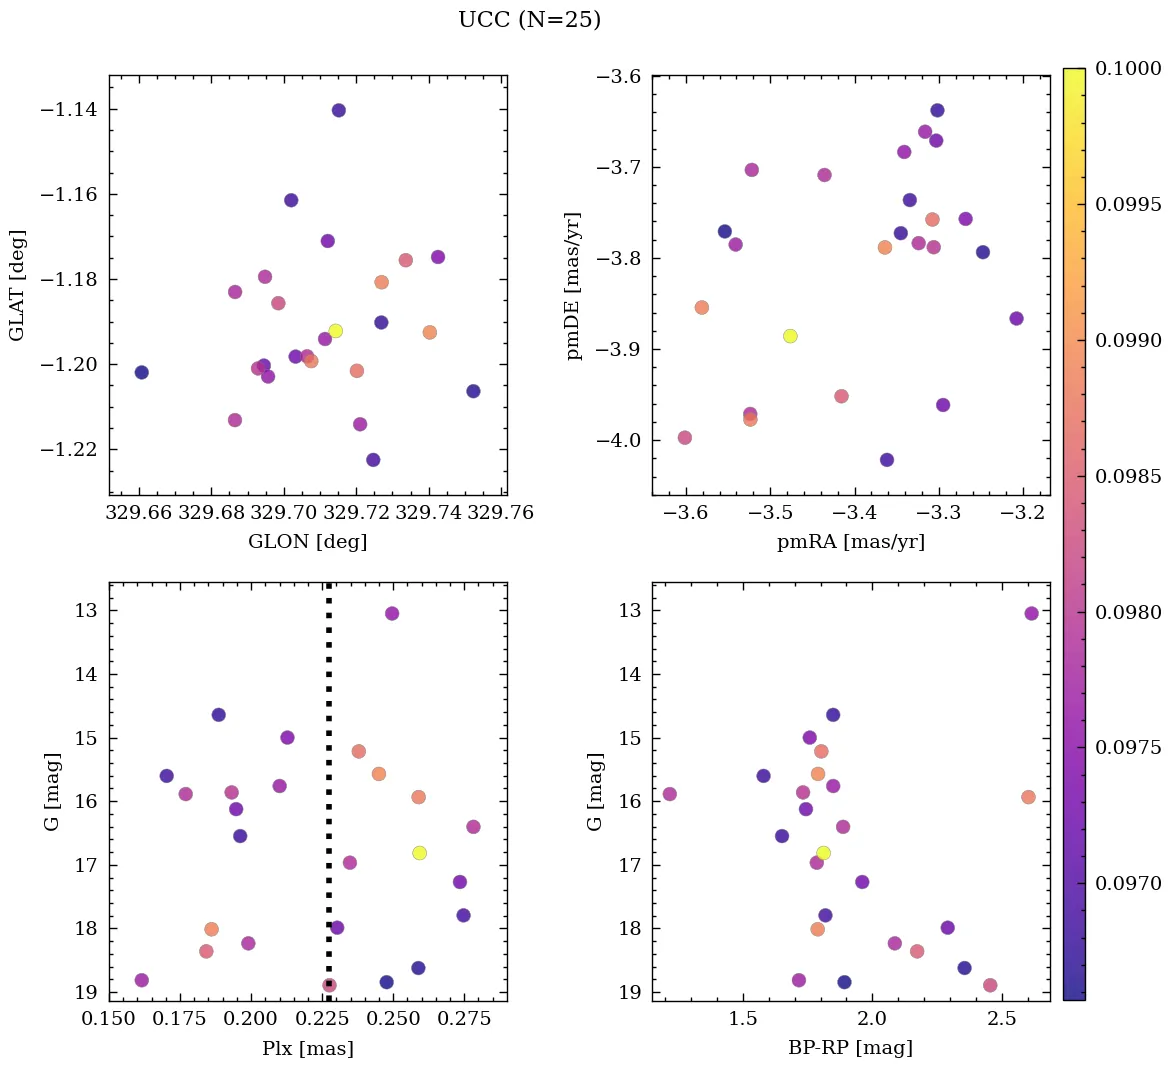 UCC (N=25)
−1.14
−1.16
−1.18
−1.20
−1.22
GLAT [deg]
329.66 329.68 329.70 329.72 329.74 329.76
GLON [deg]
−3.6
−3.7
−3.8
−3.9
−4.0
pmDE [mas/yr]
−3.6 −3.5 −3.4 −3.3 −3.2
pmRA [mas/yr]
13
14
15
16
17
18
19
G [mag]
0.150 0.175 0.200 0.225 0.250 0.275
Plx [mas]
13
14
15
16
17
18
19
G [mag]
1.5 2.0 2.5
BP-RP [mag]
0.1000
0.0995
0.0990
0.0985
0.0980
0.0975
0.0970